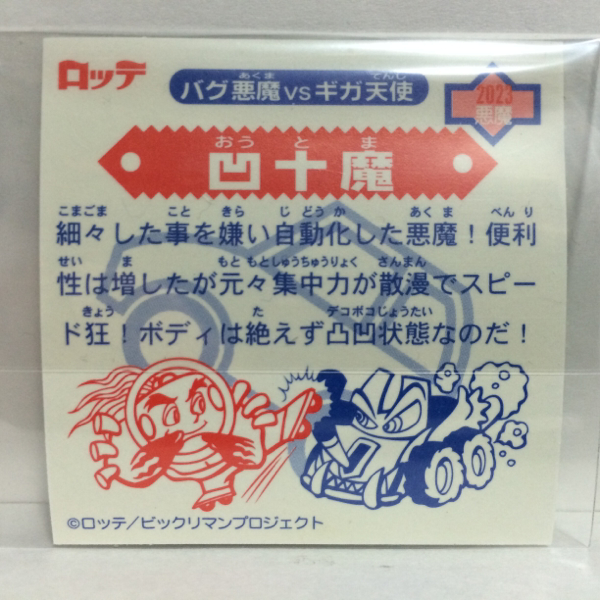 ロッテ
あくま てんし
バグ悪魔vsギガ天使
2023
悪魔
おう と ま
凹十魔
こまごま こと きら じ どう か あく ま べん り
細々した事を嫌い自動化した悪魔！便利
せい ま もと もとしゅうちゅうりょく さんまん
性は増したが元々集中力が散漫でスピー
きょう た デコボコじょうたい
ド狂！ボディは絶えず凸凹状態なのだ！
©ロッテ/ビックリマンプロジェクト